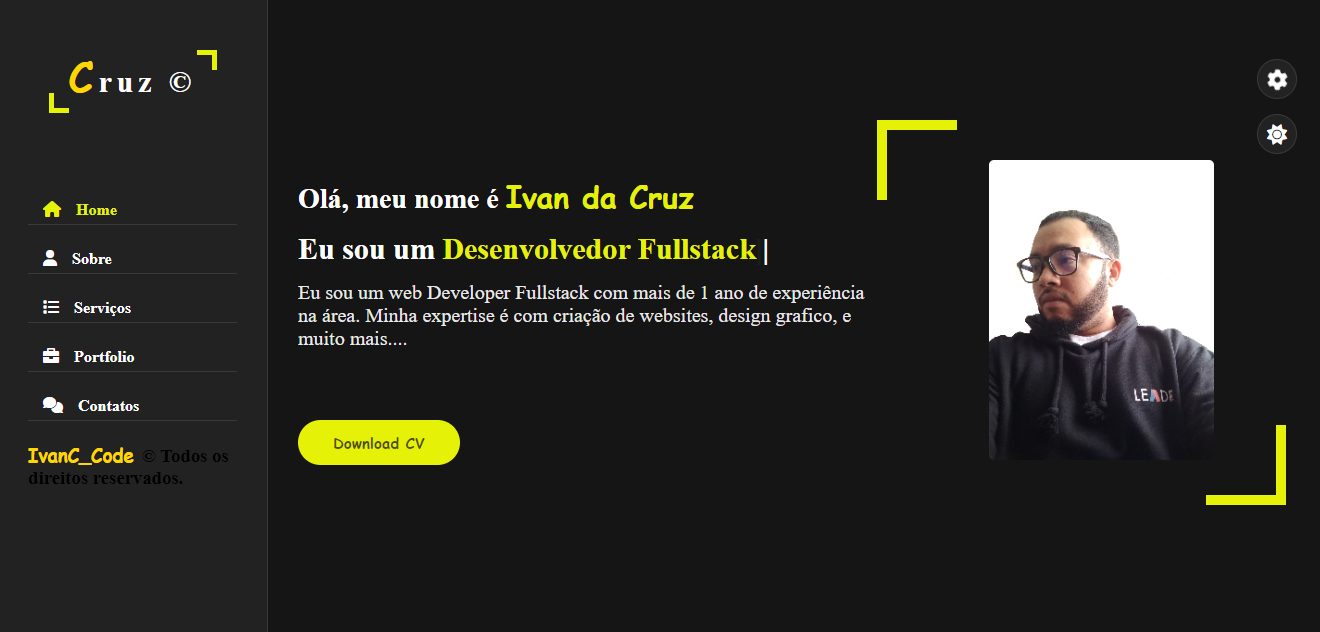 Cruz ©
Home
Sobre
Serviços
Portfolio
Contatos
IvanC_Code © Todos os
direitos reservados.
Olá, meu nome é Ivan da Cruz
Eu sou um Desenvolvedor Fullstack |
Eu sou um web Developer Fullstack com mais de 1 ano de experiência
na área. Minha expertise é com criação de websites, design grafico, e
muito mais....
Download CV